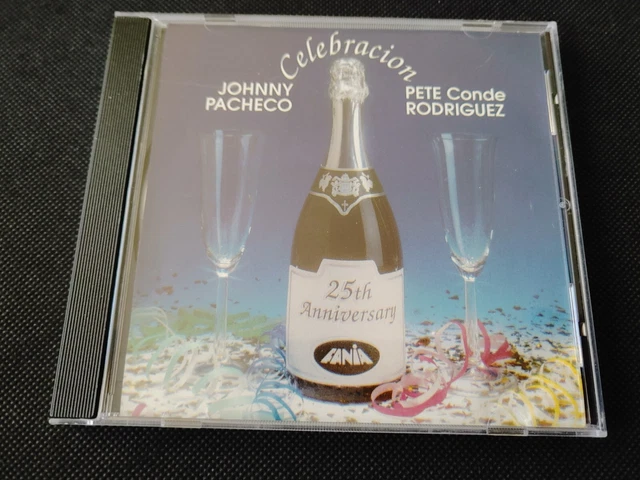 Celebracion
JOHNNY
PACHECO
PETE Conde
RODRIGUEZ
25th
Anniversary
FANIA